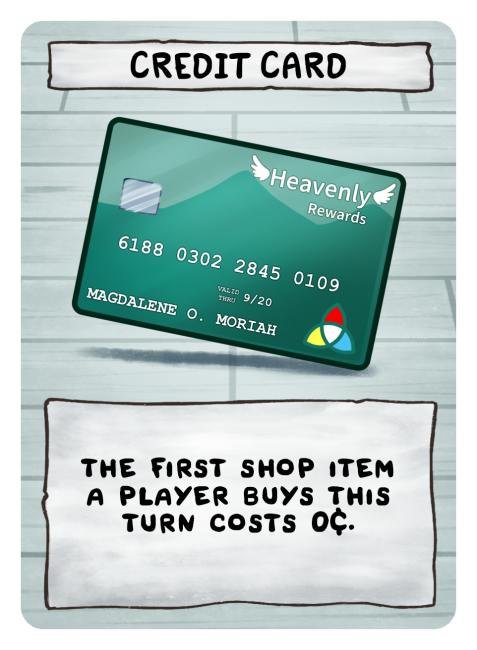 CREDIT CARD
Heavenly
Rewards
6188 0302 2845 0109
VALID
THRU 9/20
MAGDALENE O. MORIAH
THE FIRST SHOP ITEM
A PLAYER BUYS THIS
TURN COSTS 0¢.